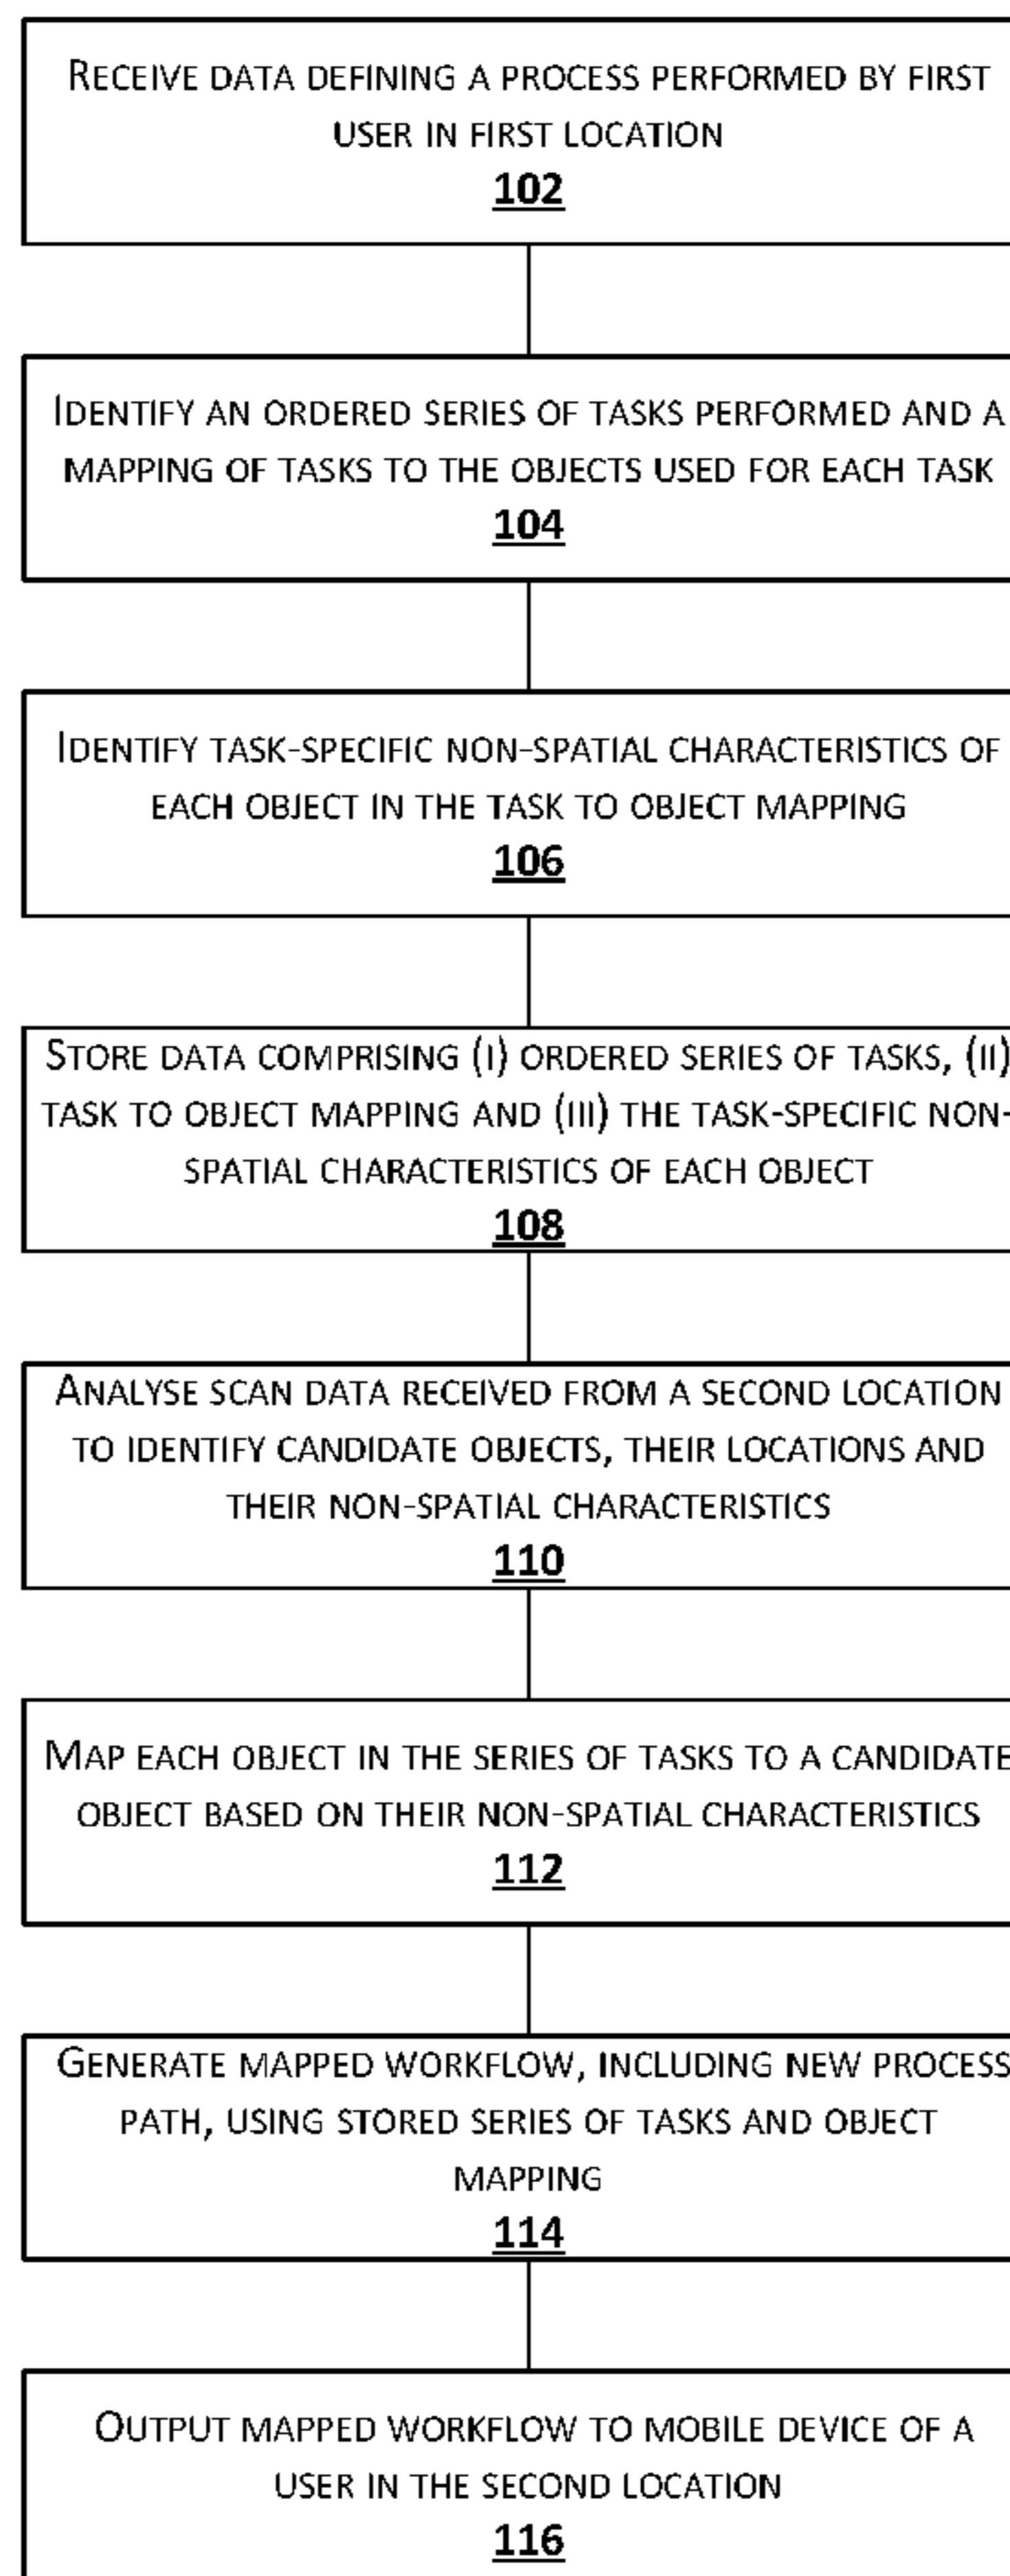 RECEIVE DATA DEFINING A PROCESS PERFORMED BY FIRST
USER IN FIRST LOCATION
102
IDENTIFY AN ORDERED SERIES OF TASKS PERFORMED AND A
MAPPING OF TASKS TO THE OBJECTS USED FOR EACH TASK
104
IDENTIFY TASK-SPECIFIC NON-SPATIAL CHARACTERISTICS OF
EACH OBJECT IN THE TASK TO OBJECT MAPPING
106
STORE DATA COMPRISING (I) ORDERED SERIES OF TASKS, (II)
TASK TO OBJECT MAPPING AND (III) THE TASK-SPECIFIC NON-
SPATIAL CHARACTERISTICS OF EACH OBJECT
108
ANALYSE SCAN DATA RECEIVED FROM A SECOND LOCATION
TO IDENTIFY CANDIDATE OBJECTS, THEIR LOCATIONS AND
THEIR NON-SPATIAL CHARACTERISTICS
110
MAP EACH OBJECT IN THE SERIES OF TASKS TO A CANDIDATE
OBJECT BASED ON THEIR NON-SPATIAL CHARACTERISTICS
112
GENERATE MAPPED WORKFLOW, INCLUDING NEW PROCESS
PATH, USING STORED SERIES OF TASKS AND OBJECT
MAPPING
114
OUTPUT MAPPED WORKFLOW TO MOBILE DEVICE OF A
USER IN THE SECOND LOCATION
116